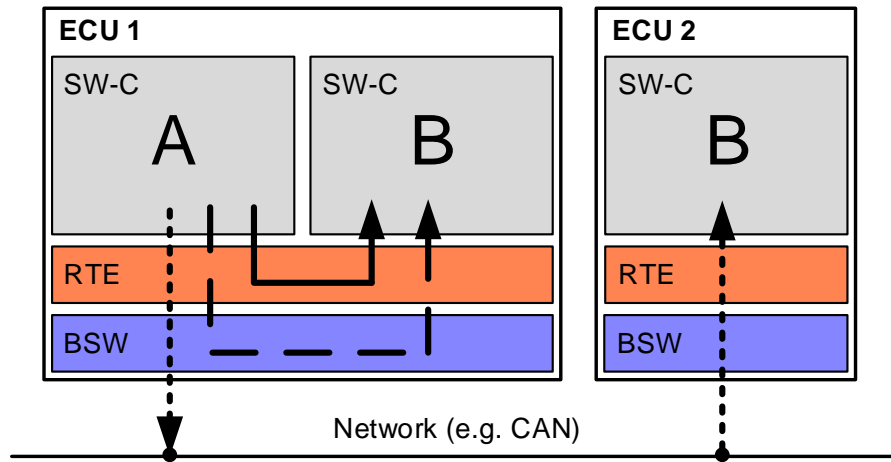 ECU 1
SW-C
A
SW-C
B
RTE
BSW
ECU 2
SW-C
B
RTE
BSW
Network (e.g. CAN)